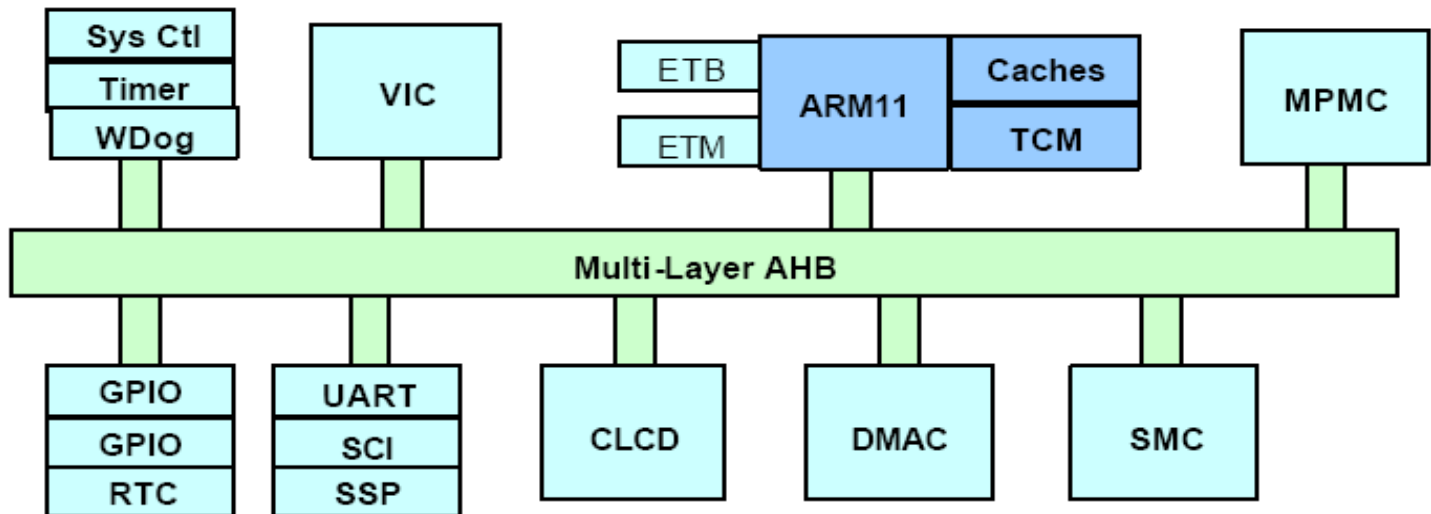 Sys Ctl
Timer
WDog
VIC
ETB
ETM
ARM11
Caches
TCM
MPMC
Multi-Layer AHB
GPIO
GPIO
RTC
UART
SCI
SSP
CLCD
DMAC
SMC